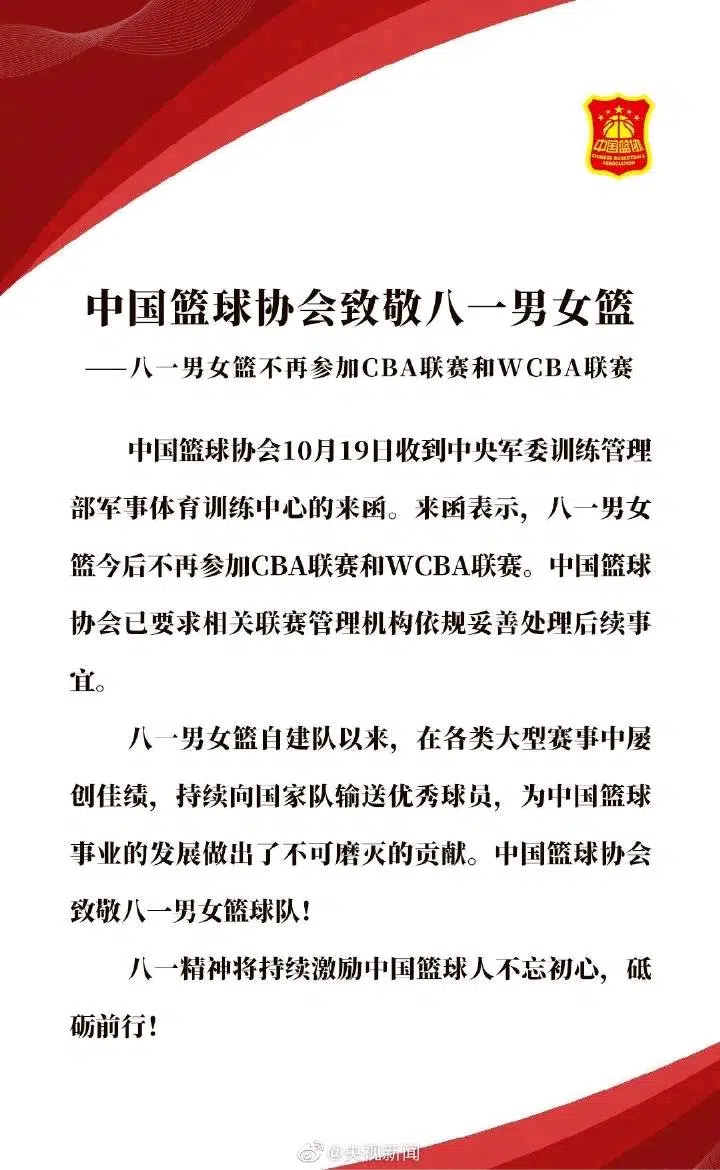 中国篮协
CHINESE BASKETBALL
ASSOCIATION
中国篮球协会致敬八一男女篮
——八一男女篮不再参加CBA联赛和WCBA联赛
中国篮球协会10月19日收到中央军委训练管理
部军事体育训练中心的来函。来函表示，八一男女
篮今后不再参加CBA联赛和WCBA联赛。中国篮球
协会已要求相关联赛管理机构依规妥善处理后续事
宜。
八一男女篮自建队以来，在各类大型赛事中屡
创佳绩，持续向国家队输送优秀球员，为中国篮球
事业的发展做出了不可磨灭的贡献。中国篮球协会
致敬八一男女篮球队！
八一精神将持续激励中国篮球人不忘初心，砥
砺前行！
@央视新闻